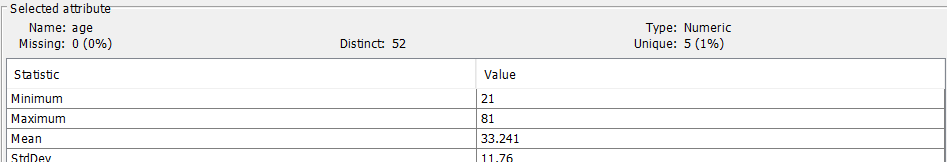 Selected attribute
Name: age Type: Numeric
Missing: 0 (0%) Distinct: 52 Unique: 5 (1%)
Statistic Value
Minimum 21
Maximum 81
Mean 33.241
StdDev 11.76